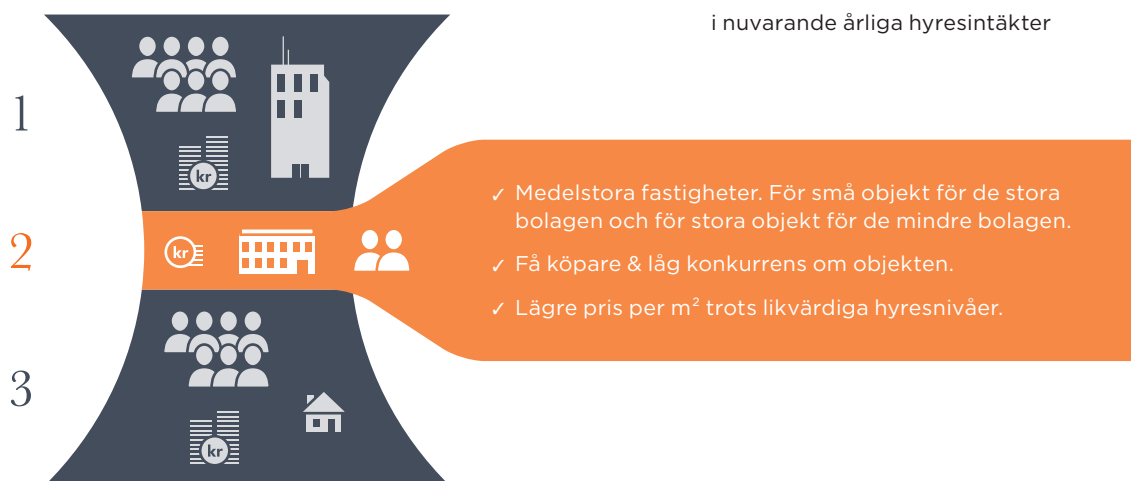 i nuvarande årliga hyresintäkter
1
kr
✓ Medelstora fastigheter. För små objekt för de stora
bolagen och för stora objekt för de mindre bolagen.
2
kr
✓ Få köpare & låg konkurrens om objekten.
✓ Lägre pris per m² trots likvärdiga hyresnivåer.
3
kr